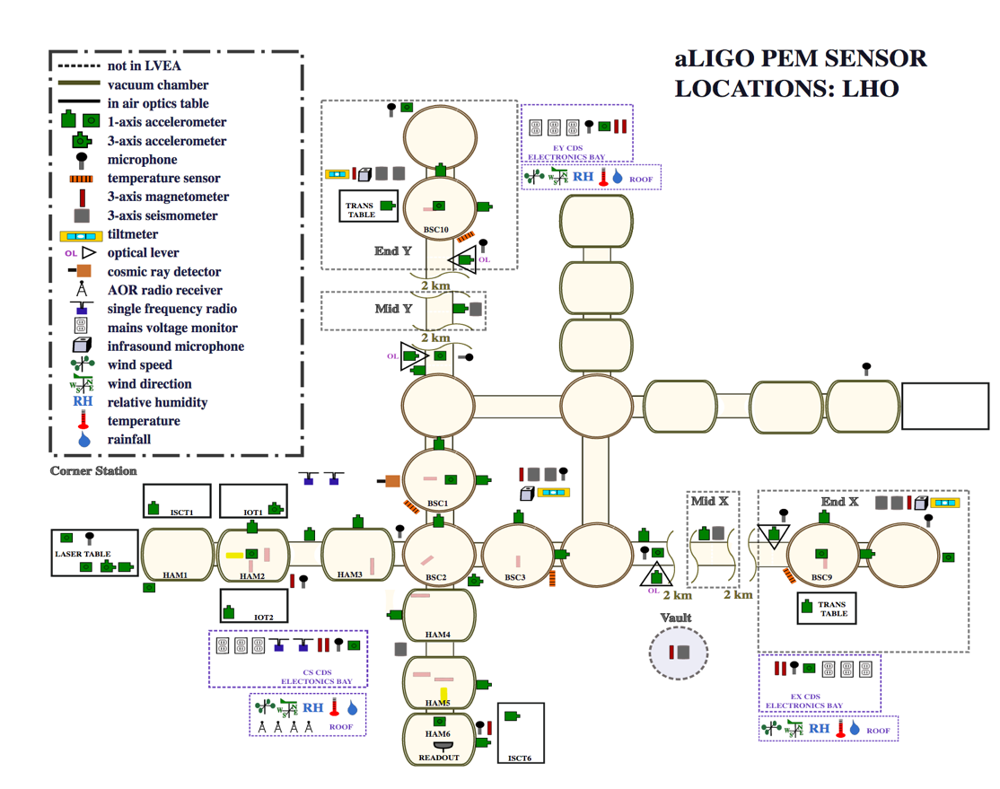 aLIGO PEM SENSOR
LOCATIONS: LHO
not in LVEA
vacuum chamber
in air optics table
1-axis accelerometer
3-axis accelerometer
microphone
temperature sensor
3-axis magnetometer
3-axis seismometer
tiltmeter
OL optical lever
cosmic ray detector
AOR radio receiver
single frequency radio
mains voltage monitor
infrasound microphone
wind speed
W S N E wind direction
RH relative humidity
temperature
rainfall
Corner Station
TRANS
TABLE
BSC10
End Y
OL
2 km
Mid Y
2 km
OL
EY CDS
ELECTRONICS BAY
W S N E RH ROOF
ISCT1
IOT1
BSC1
LASER TABLE
HAM1
HAM2
HAM3
BSC2
BSC3
IOT2
HAM4
HAM5
HAM6
READOUT
ISCT6
CS CDS
ELECTONICS BAY
W S N E RH
ROOF
OL
2 km
Mid X
2 km
End X
BSC9
TRANS
TABLE
Vault
EX CDS
ELECTRONICS BAY
W S N E RH ROOF